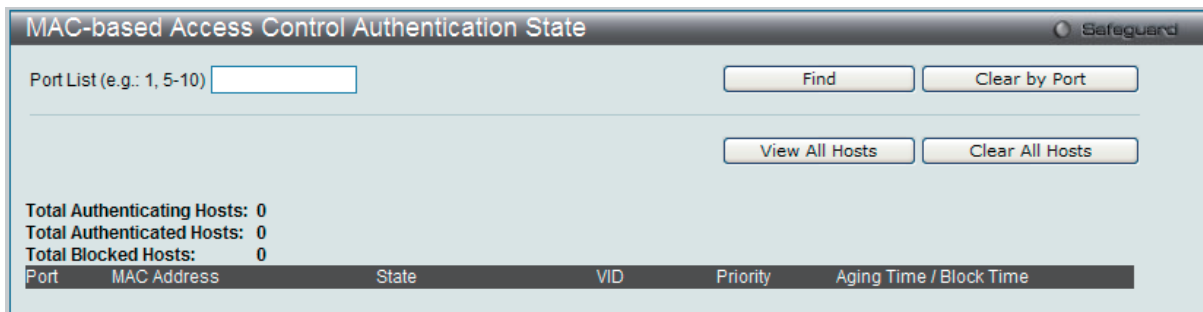 MAC-based Access Control Authentication State Safeguard
Port List (e.g.: 1, 5-10) Find Clear by Port
View All Hosts Clear All Hosts
Total Authenticating Hosts: 0
Total Authenticated Hosts: 0
Total Blocked Hosts: 0
Port MAC Address State VID Priority Aging Time / Block Time